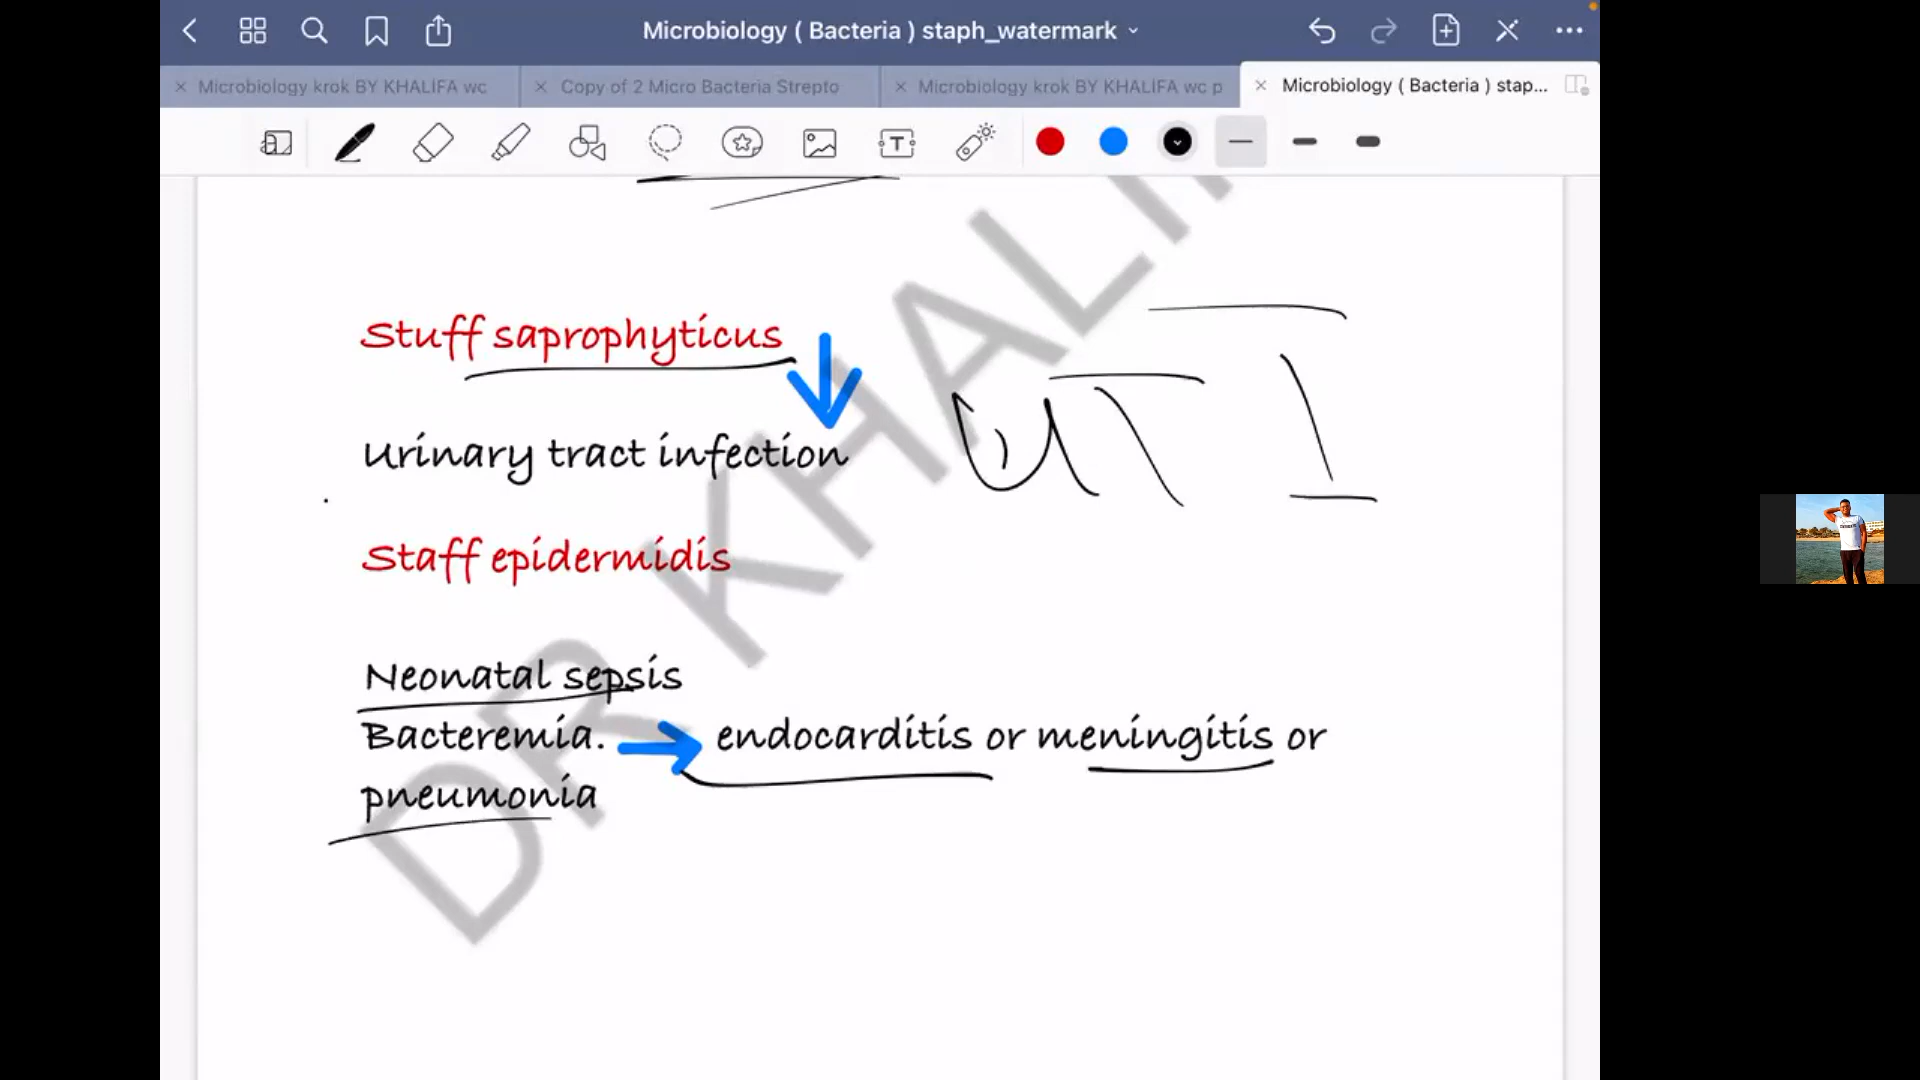 Microbiology ( Bacteria ) staph_watermark
Microbiology krok BY KHALIFA wc
Copy of 2 Micro Bacteria Strepto
Microbiology krok BY KHALIFA wc p
Microbiology ( Bacteria ) stap...
Stuff saprophyticus
Urinary tract infection
UTI
Staff epidermidis
Neonatal sepsis
Bacteremia. → endocarditis or meningitis or
pneumonia
DR KHALI